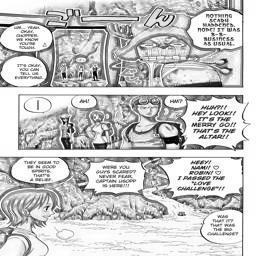 NOTHING
SCARY
HAPPENED,
NOPE! IT WAS
B-B-
BUSINESS
AS USUAL.
UM... YEAH.
OKAY,
CHOPPER.
WE KNOW
YOU'RE
TOUGH.
IT'S OKAY,
YOU CAN
TELL US
EVERYTHING.
HUH?!!
HEY LOOK!!
IT'S THE
MERRY GO!!
THAT'S THE
ALTAR!!
HM?
AH!
HEY!
NAMI ♡
ROBIN! ♡
I PASSED
THE
"LOVE
CHALLENGE"!!
WAS
THAT IT?
THAT WAS
THE BIG
CHALLENGE?
WERE YOU
GUYS SCARED?
NEVER FEAR,
CAPTAIN USOPP
IS HERE!!!
THEY SEEM
TO BE
IN GOOD
SPIRITS.
THAT'S
A RELIEF.